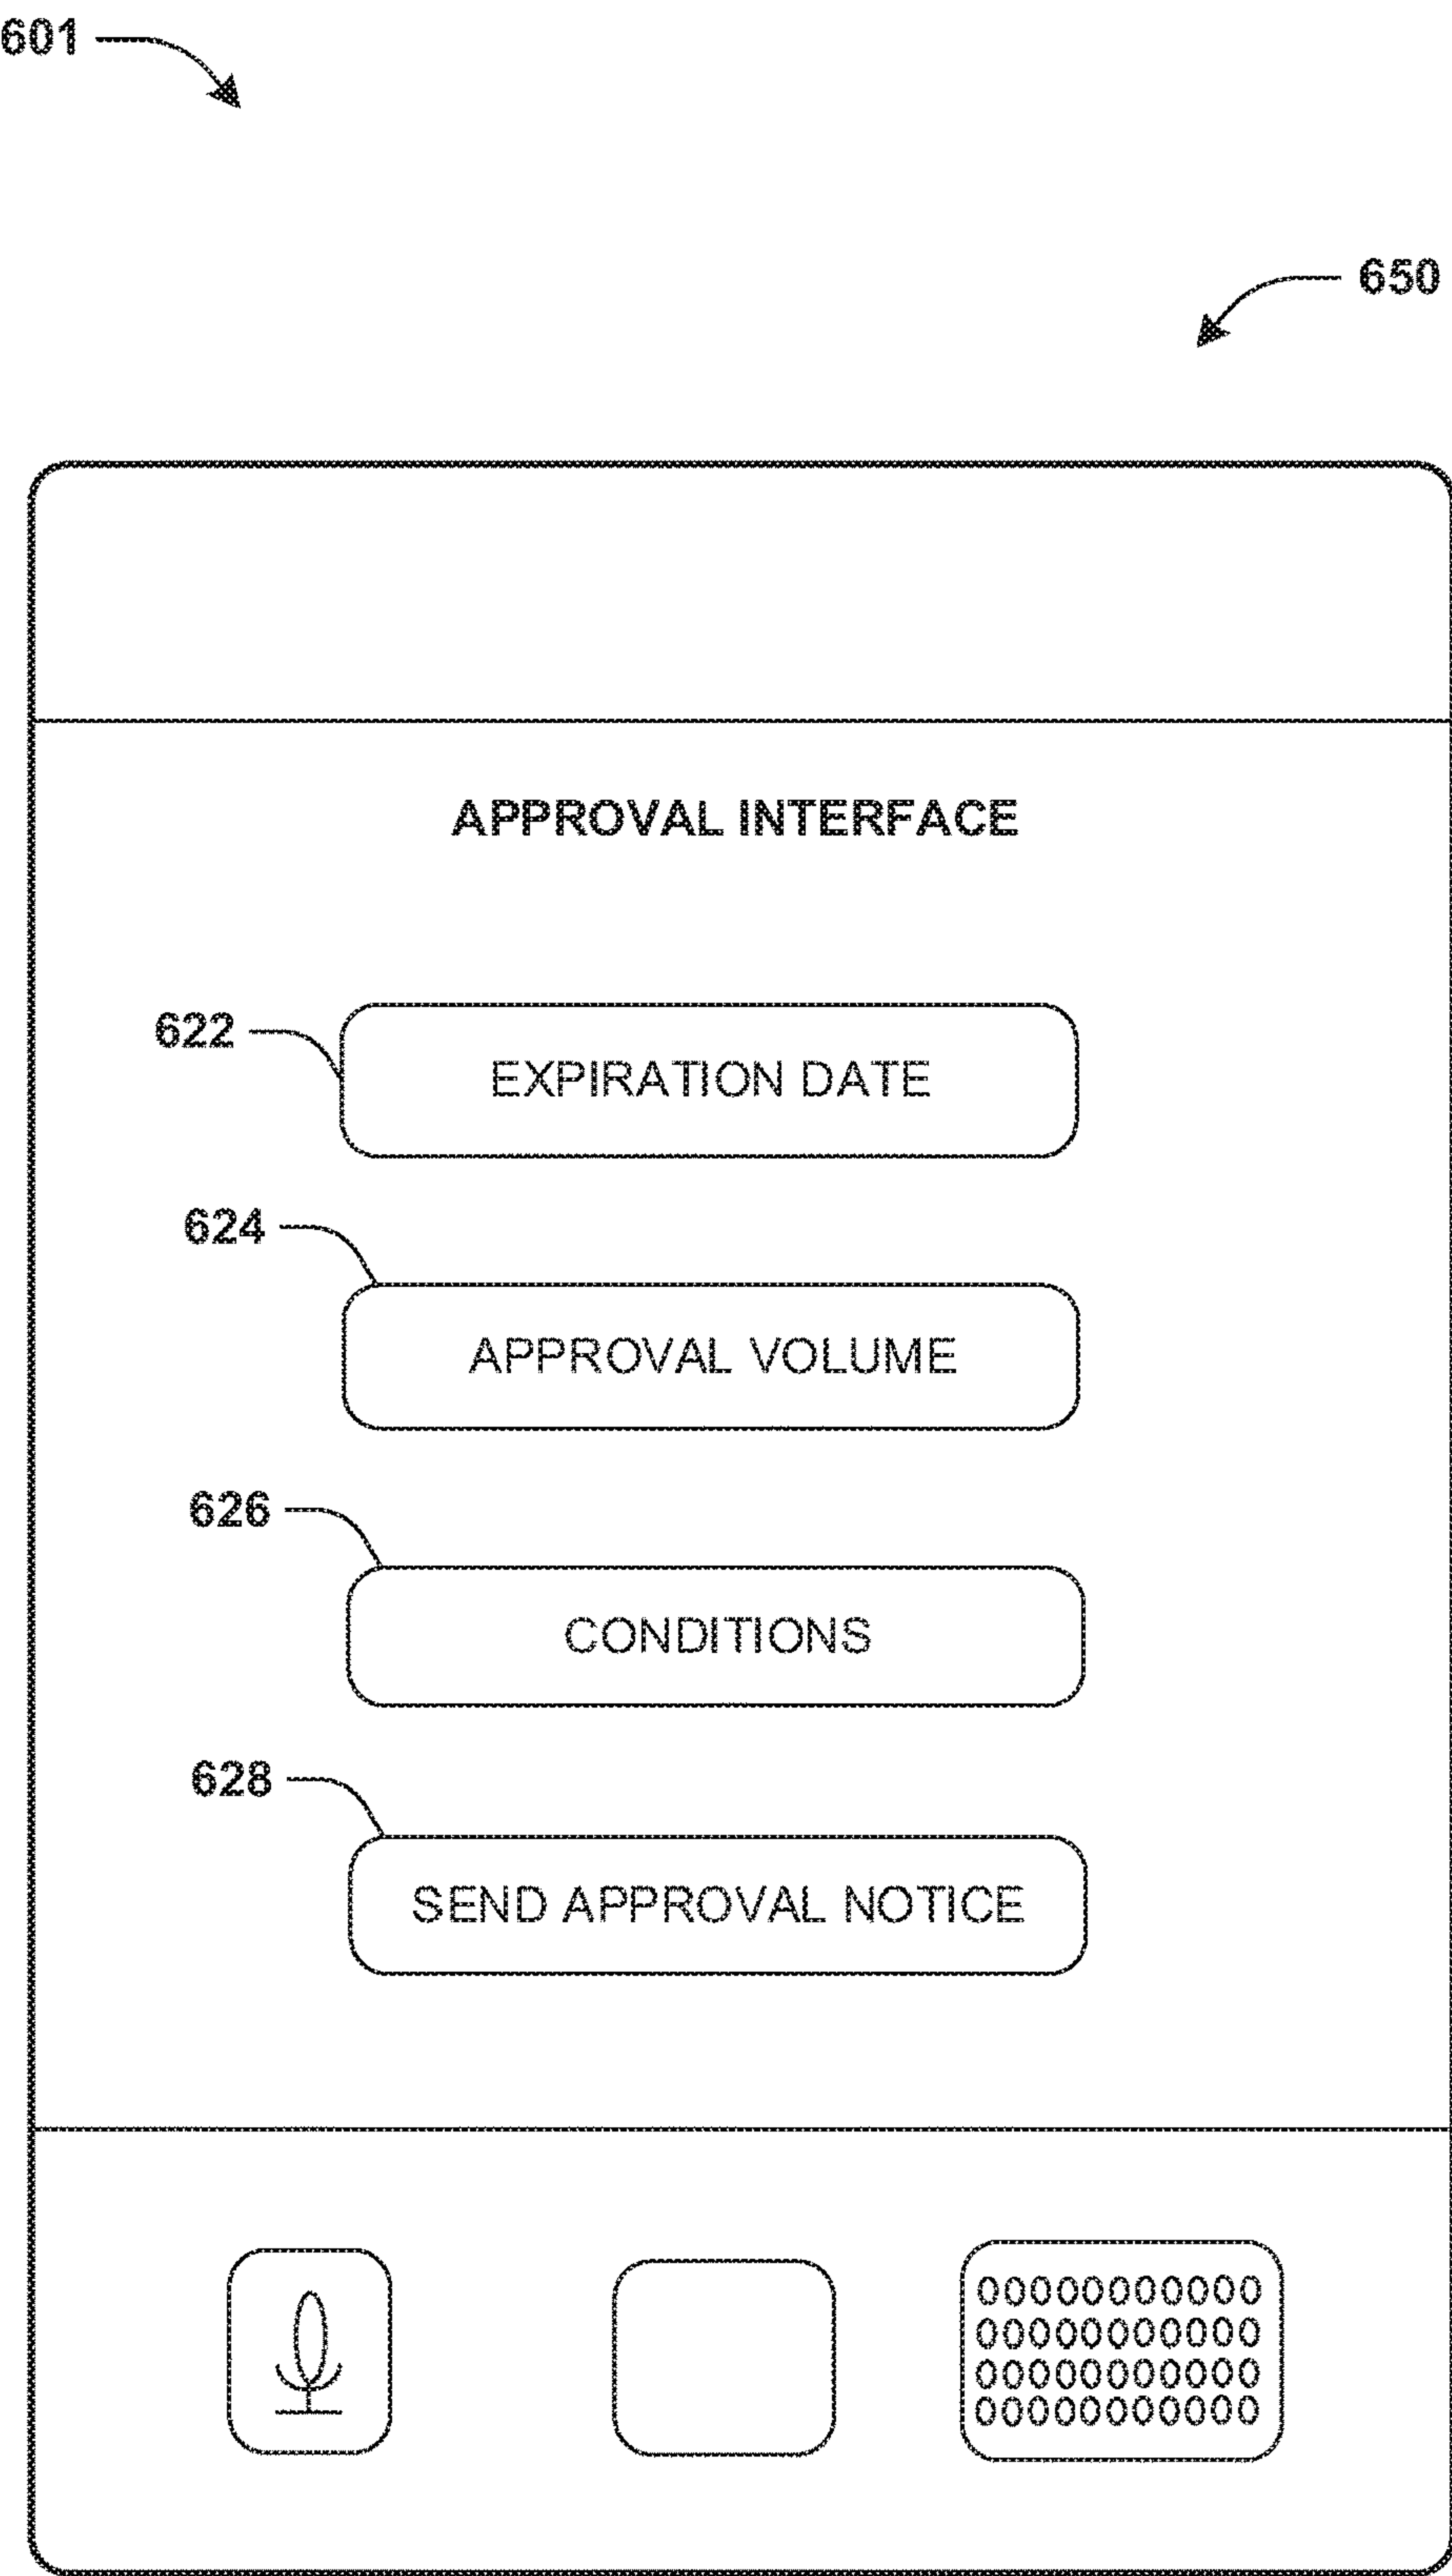 601
650
APPROVAL INTERFACE
622
EXPIRATION DATE
624
APPROVAL VOLUME
626
CONDITIONS
628
SEND APPROVAL NOTICE